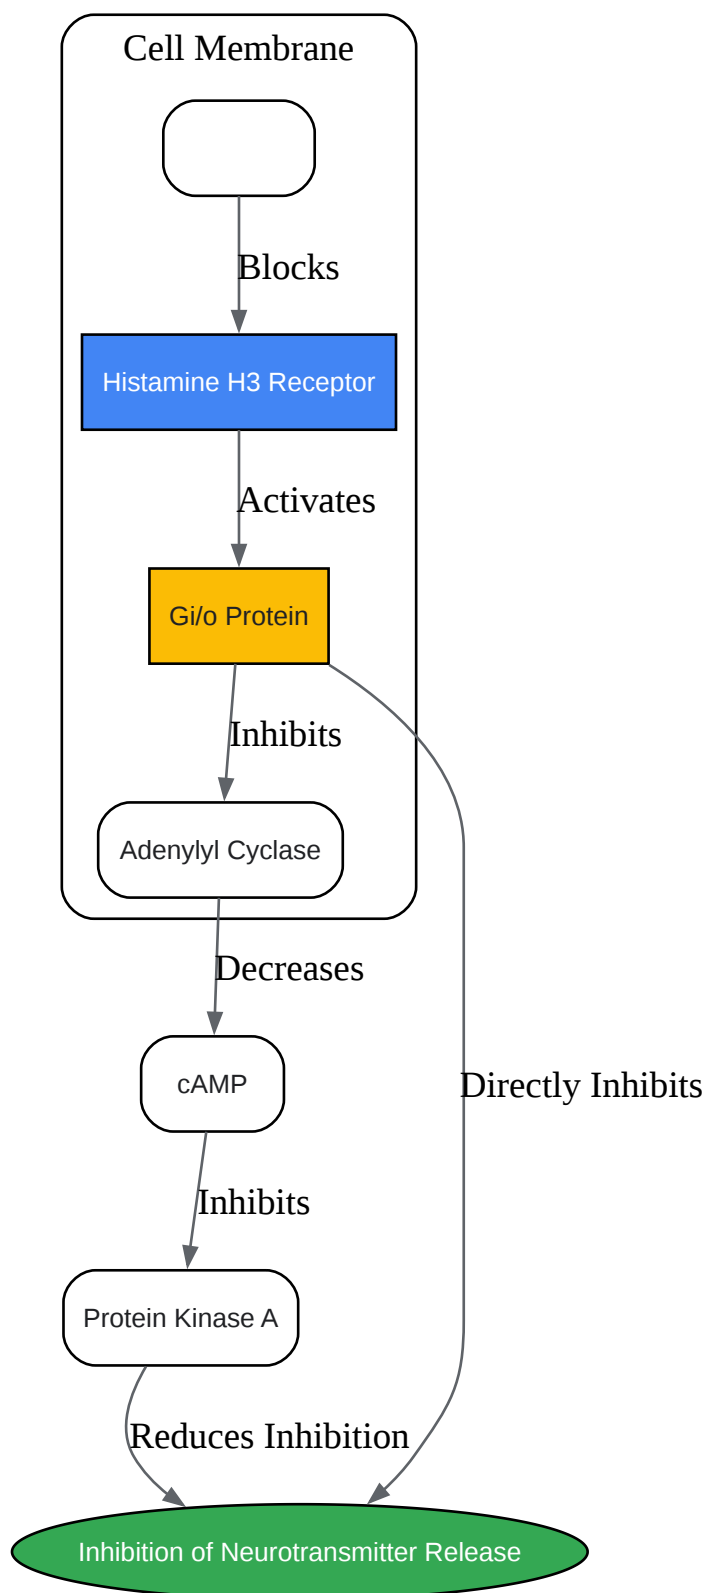 Cell Membrane
Blocks
Histamine H3 Receptor
Activates
Gi/o Protein
Inhibits
Adenylyl Cyclase
Decreases
cAMP
Directly Inhibits
Inhibits
Protein Kinase A
Reduces Inhibition
Inhibition of Neurotransmitter Release